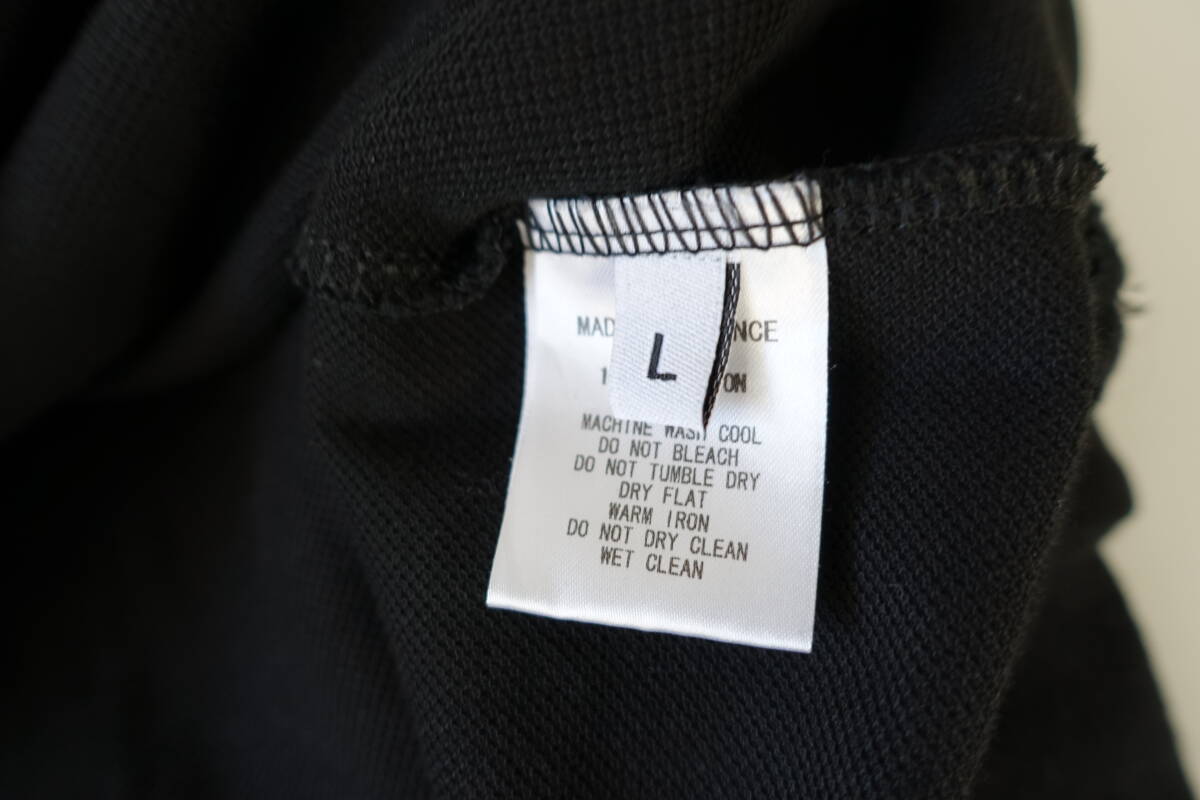 L
MACHINE WASH COOL
DO NOT BLEACH
DO NOT TUMBLE DRY
DRY FLAT
WARM IRON
DO NOT DRY CLEAN
WET CLEAN